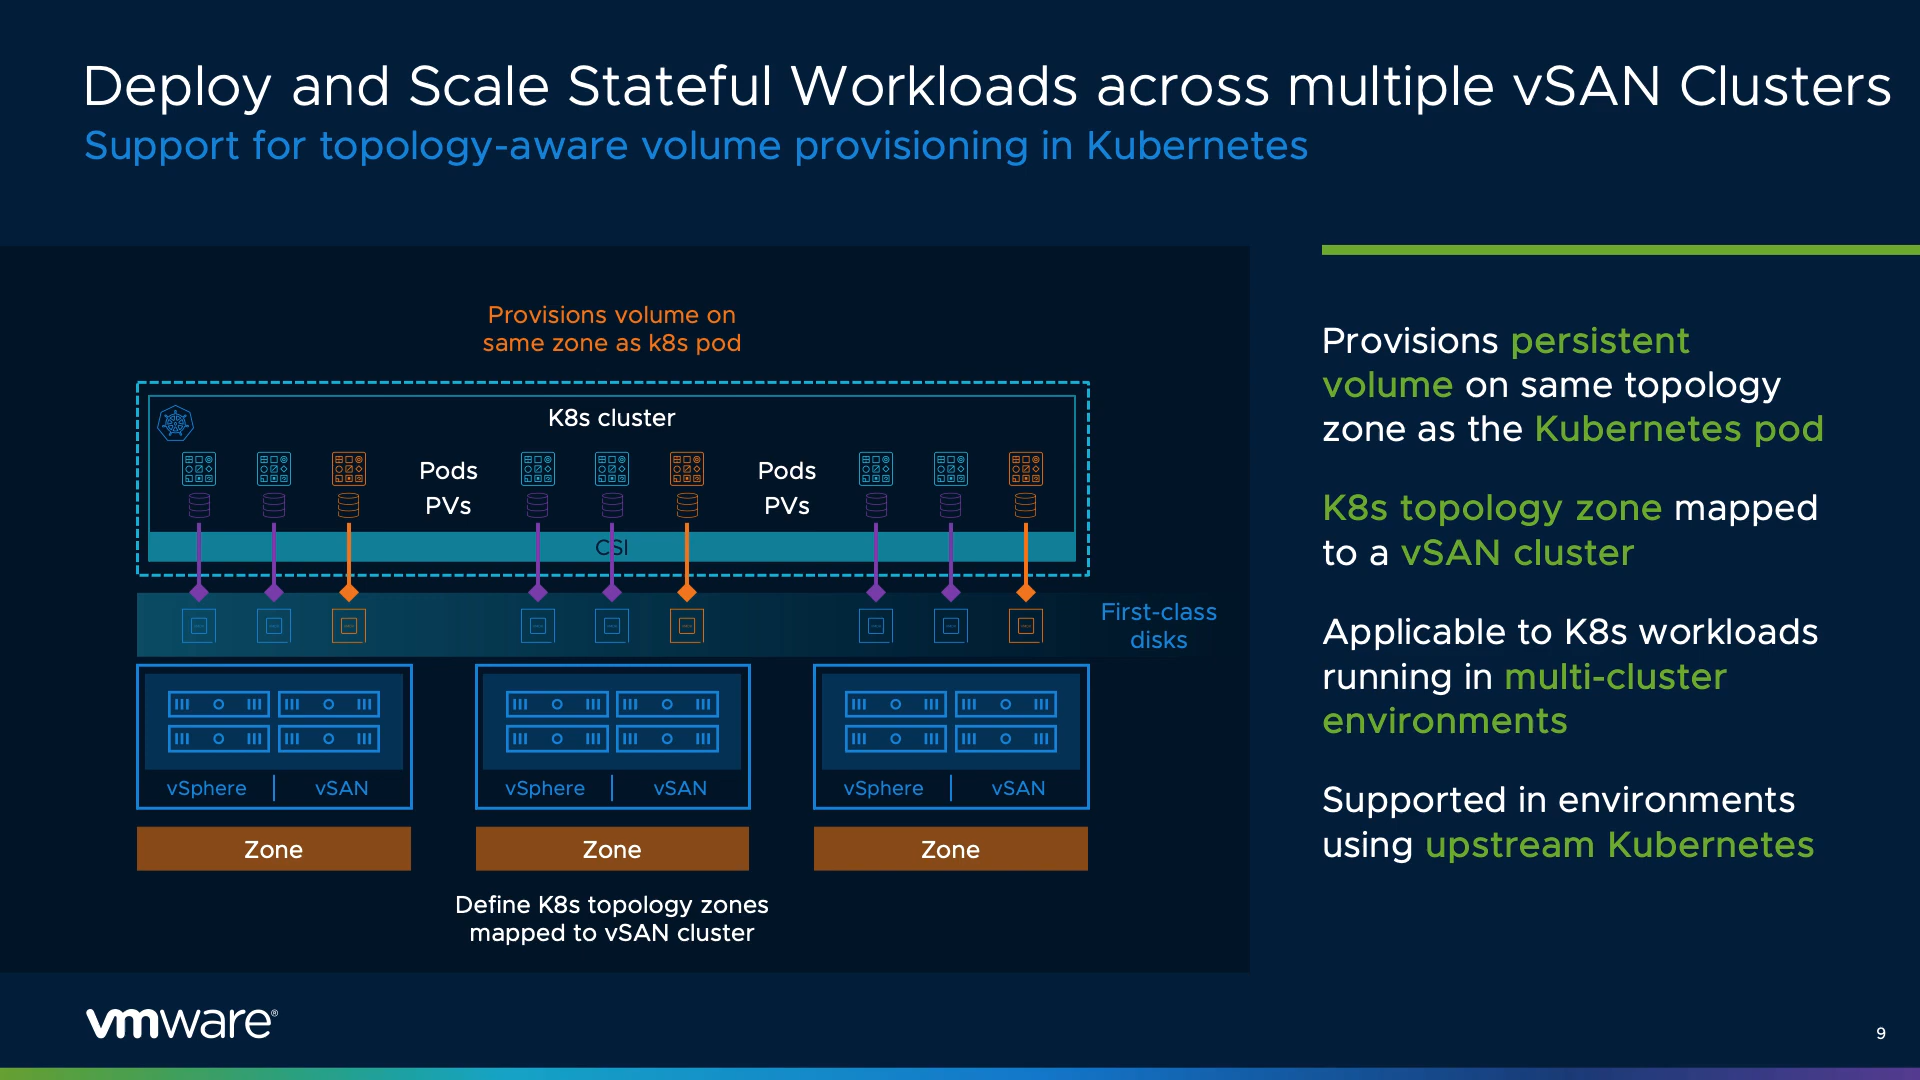 Deploy and Scale Stateful Workloads across multiple vSAN Clusters
Support for topology-aware volume provisioning in Kubernetes
Provisions volume on
same zone as k8s pod
K8s cluster
Pods
PVs
Pods
PVs
CSI
First-class
disks
vSphere
vSAN
vSphere
vSAN
vSphere
vSAN
Zone
Zone
Zone
Define K8s topology zones
mapped to vSAN cluster
Provisions persistent
volume on same topology
zone as the Kubernetes pod
K8s topology zone mapped
to a vSAN cluster
Applicable to K8s workloads
running in multi-cluster
environments
Supported in environments
using upstream Kubernetes
vmware®
9